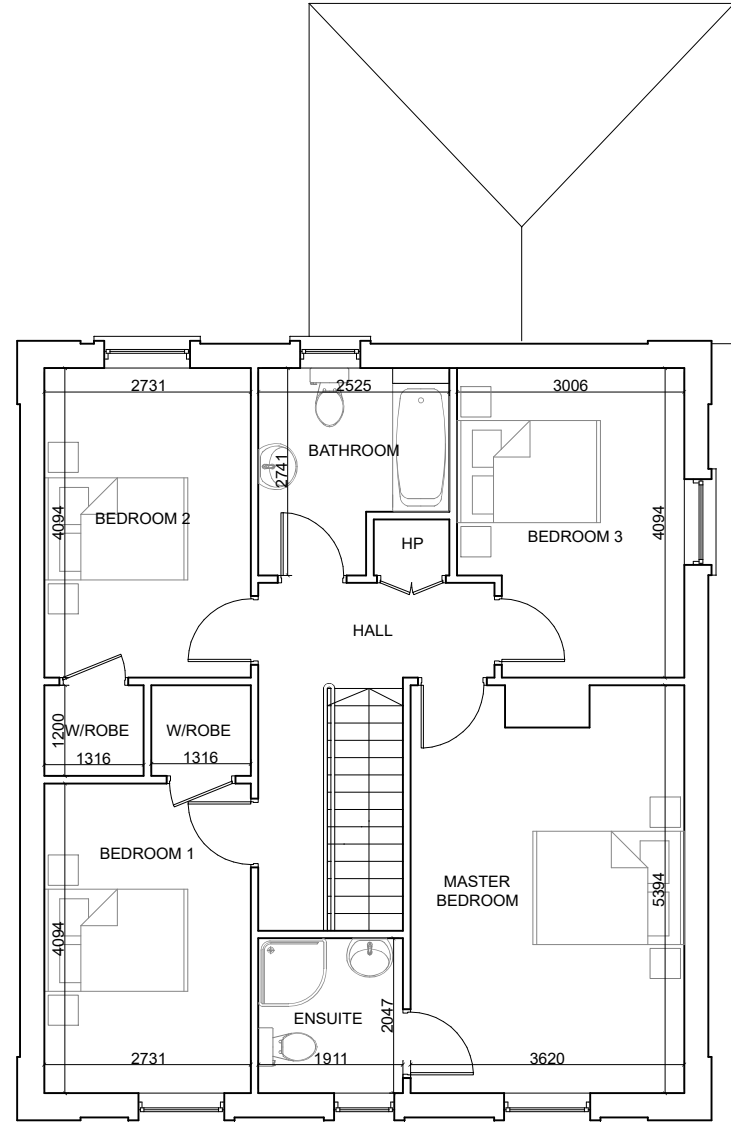 2731
2525
3006
BATHROOM
2741
4094
BEDROOM 2
4094
BEDROOM 3
HP
HALL
W/ROBE
W/ROBE
1200
1316
1316
BEDROOM 1
MASTER
BEDROOM
5394
4094
ENSUITE
2047
2731
1911
3620